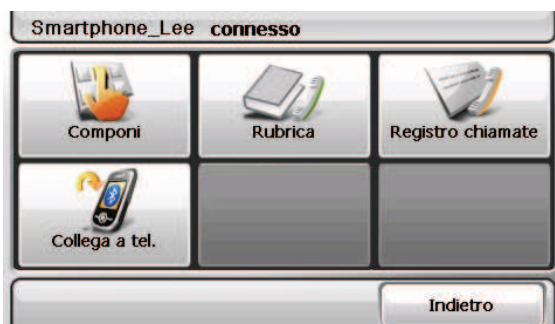 Smartphone_Lee connesso
Componi
Rubrica
Registro chiamate
Collega a tel.
Indietro